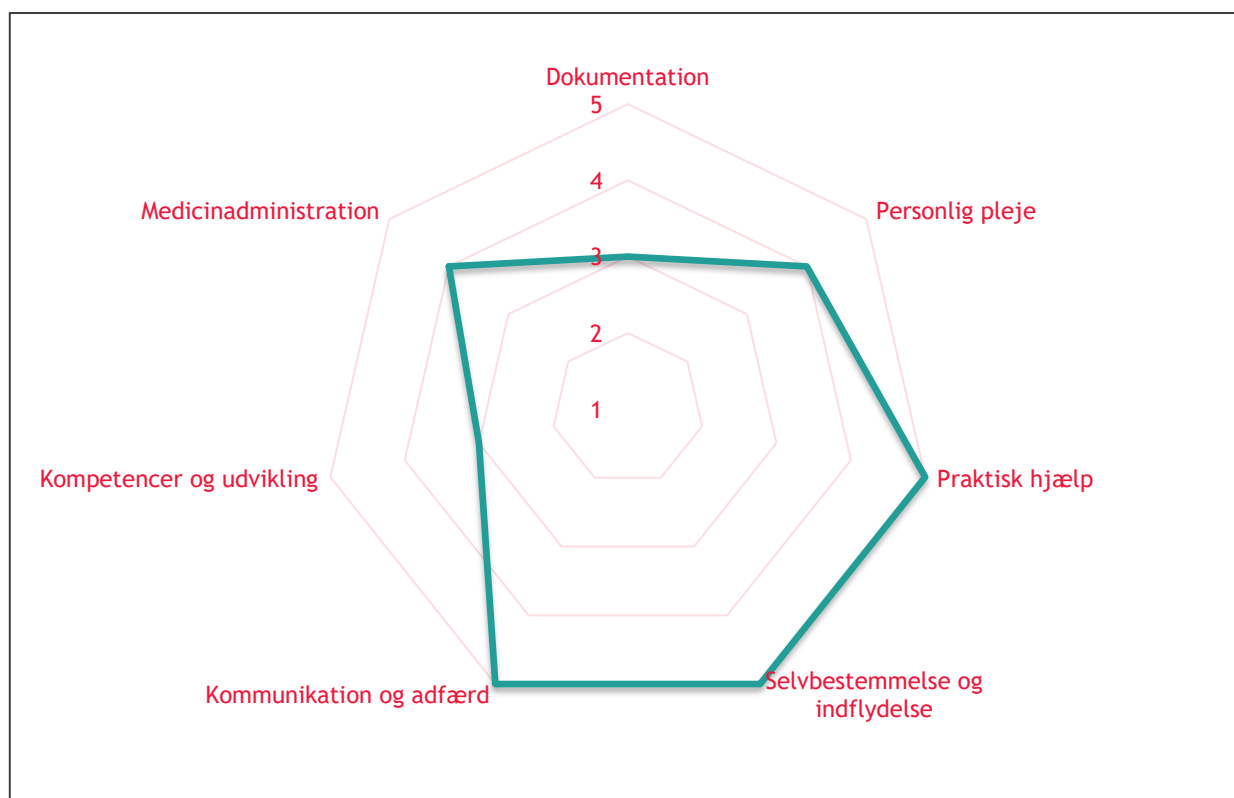 Dokumentation
5
4
Medicinadministration
Personlig pleje
3
2
1
Kompetencer og udvikling
Praktisk hjælp
Kommunikation og adfærd
Selvbestemmelse og
indflydelse